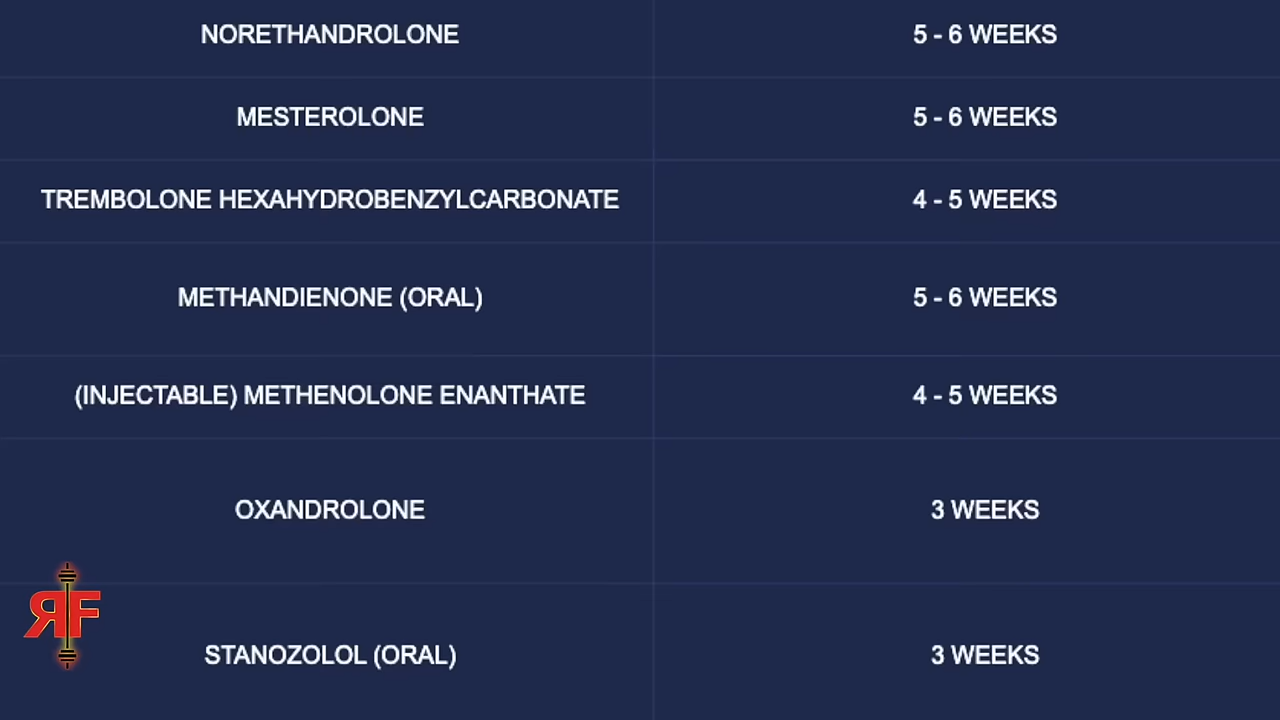 NORETHANDROLONE 5 - 6 WEEKS
MESTEROLONE 5 - 6 WEEKS
TREMBOLONE HEXAHYDROBENZYLCARBONATE 4 - 5 WEEKS
METHANDIENONE (ORAL) 5 - 6 WEEKS
(INJECTABLE) METHENOLONE ENANTHATE 4 - 5 WEEKS
OXANDROLONE 3 WEEKS
STANOZOLOL (ORAL) 3 WEEKS
RF